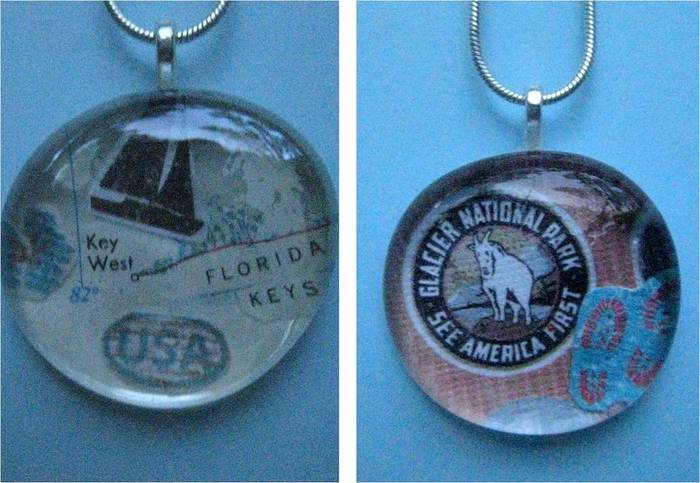 Key
West
FLORIDA
KEYS
82°
USA
GLACIER NATIONAL PARK
SEE AMERICA FIRST